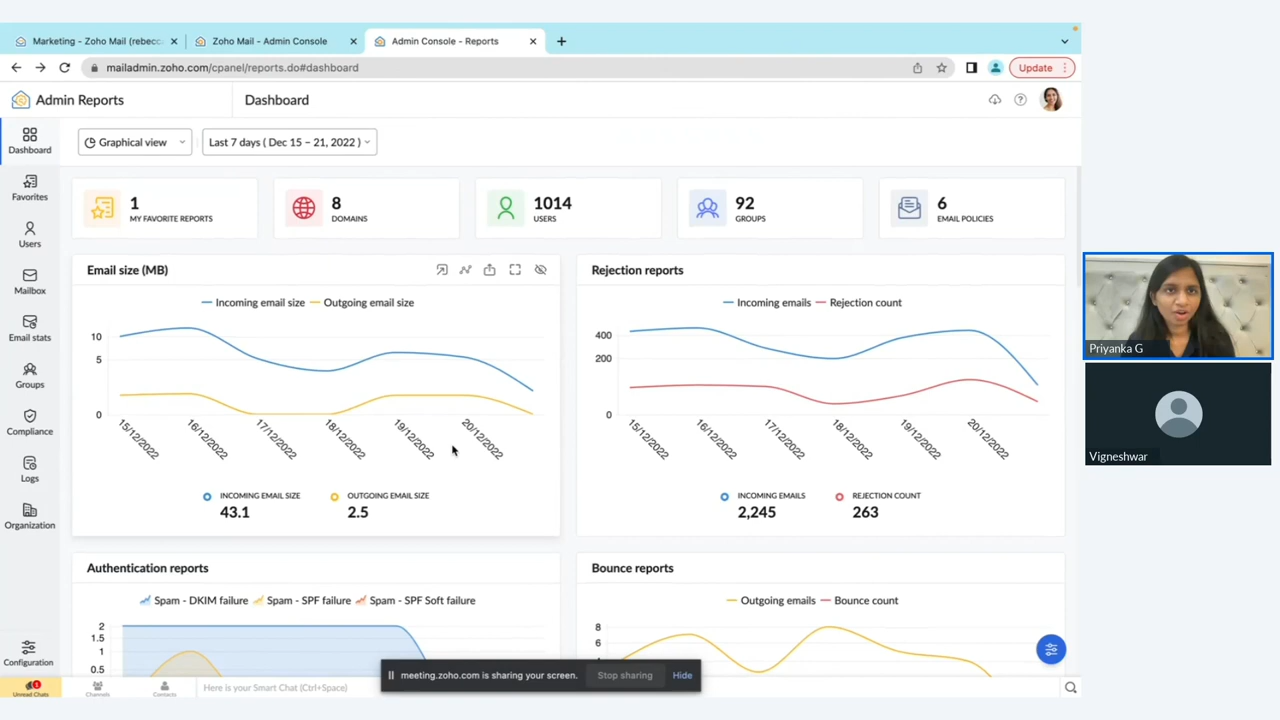 Marketing - Zoho Mail (rebecc
Zoho Mail - Admin Console
Admin Console - Reports
mailadmin.zoho.com/cpanel/reports.do#dashboard
Update
Admin Reports
Dashboard
Dashboard
Favorites
Users
Mailbox
Email stats
Groups
Compliance
Logs
Organization
Configuration
Graphical view
Last 7 days ( Dec 15 – 21, 2022 )
1
MY FAVORITE REPORTS
8
DOMAINS
1014
USERS
92
GROUPS
6
EMAIL POLICIES
Email size (MB)
Incoming email size
Outgoing email size
10
5
0
15/12/2022
16/12/2022
17/12/2022
18/12/2022
19/12/2022
20/12/2022
INCOMING EMAIL SIZE
43.1
OUTGOING EMAIL SIZE
2.5
Rejection reports
Incoming emails
Rejection count
400
200
0
15/12/2022
16/12/2022
17/12/2022
18/12/2022
19/12/2022
20/12/2022
INCOMING EMAILS
2,245
REJECTION COUNT
263
Authentication reports
Spam - DKIM failure
Spam - SPF failure
Spam - SPF Soft failure
2
1.5
1
0.5
Bounce reports
Outgoing emails
Bounce count
8
6
meeting.zoho.com is sharing your screen.
Stop sharing
Hide
Unread Chats
Channels
Contacts
Here is your Smart Chat (Ctrl+Space)
Priyanka G
Vigneshwar